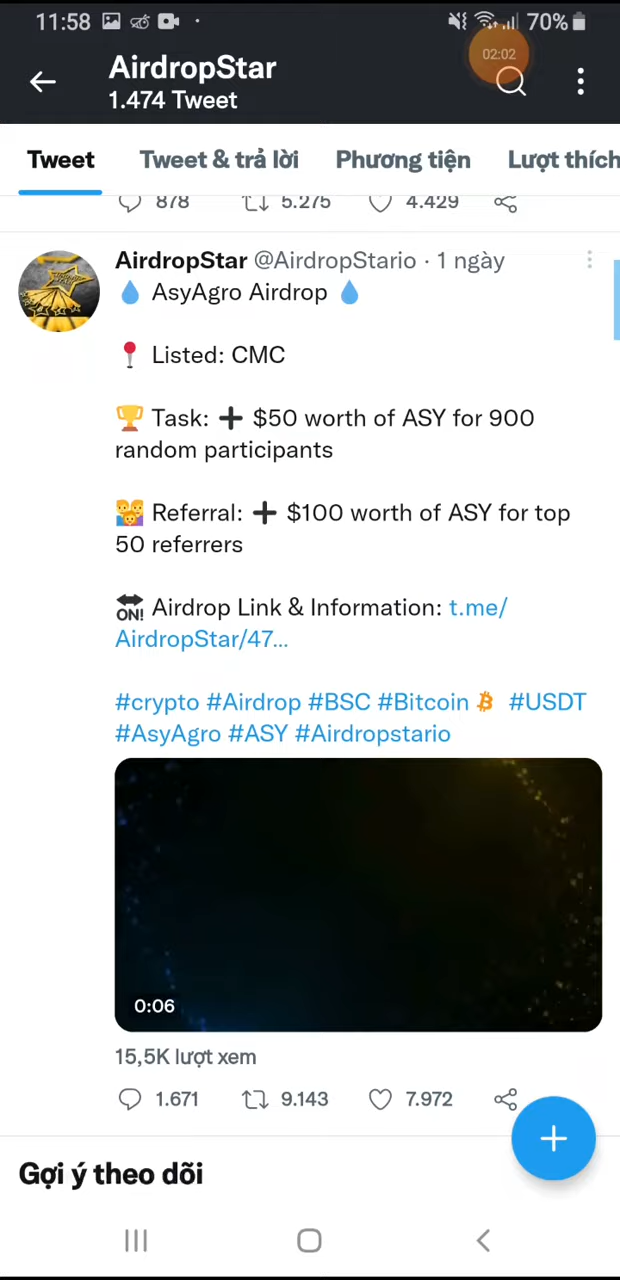 11:58
70%
02:02
AirdropStar
1.474 Tweet
Tweet
Tweet & trả lời
Phương tiện
Lượt thích
878
5.275
4.429
AirdropStar @AirdropStario · 1 ngày
💧 AsyAgro Airdrop 💧
📍 Listed: CMC
🏆 Task: ➕ $50 worth of ASY for 900
random participants
👨‍👩‍👦 Referral: ➕ $100 worth of ASY for top
50 referrers
🔛 Airdrop Link & Information: t.me/
AirdropStar/47...
#crypto #Airdrop #BSC #Bitcoin #USDT
#AsyAgro #ASY #Airdropstario
0:06
15,5K lượt xem
1.671
9.143
7.972
Gợi ý theo dõi